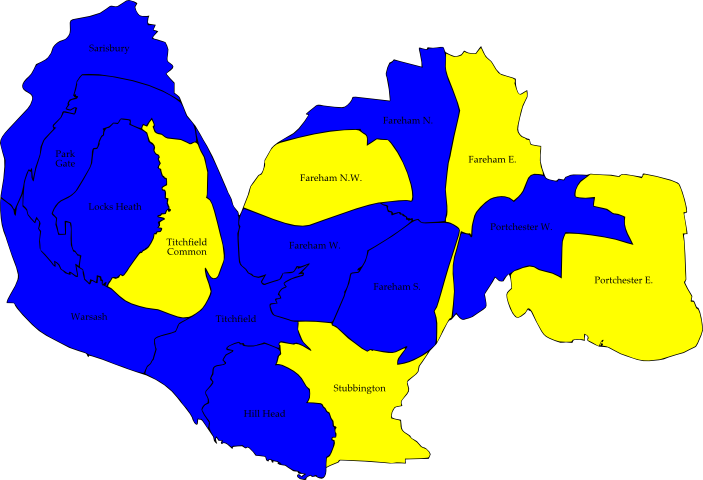 Sarisbury
Fareham N.
Park
Gate
Fareham E.
Fareham N.W.
Locks Heath
Portchester W.
Titchfield
Common
Fareham W.
Portchester E.
Fareham S.
Warsash
Titchfield
Stubbington
Hill Head